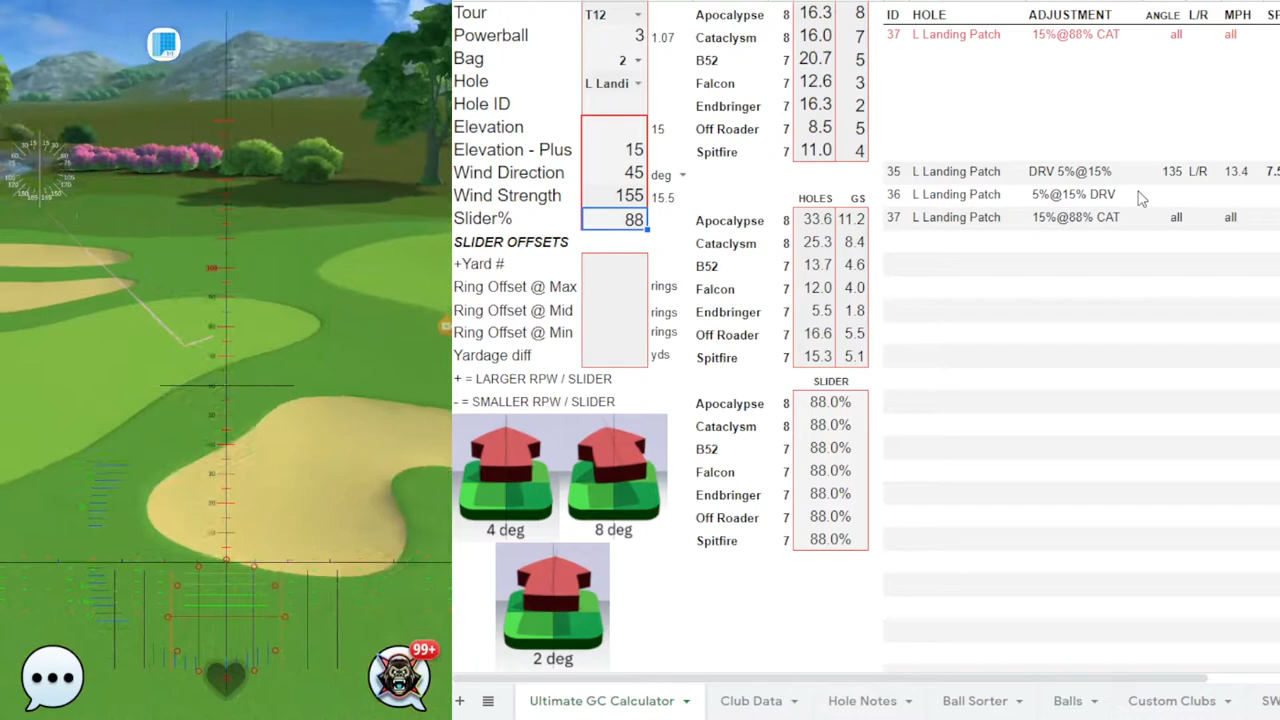 Tour T12
Powerball 3 1.07
Bag 2
Hole L Landi
Hole ID
Elevation 15
Elevation - Plus 15
Wind Direction 45 deg
Wind Strength 155 15.5
Slider% 88
SLIDER OFFSETS
+Yard #
Ring Offset @ Max rings
Ring Offset @ Mid rings
Ring Offset @ Min rings
Yardage diff yds
+ = LARGER RPW / SLIDER
- = SMALLER RPW / SLIDER
4 deg 8 deg
2 deg
Apocalypse 8 16.3 8
Cataclysm 8 16.0 7
B52 7 20.7 5
Falcon 7 12.6 3
Endbringer 7 16.3 2
Off Roader 7 8.5 5
Spitfire 7 11.0 4
HOLES GS
Apocalypse 8 33.6 11.2
Cataclysm 8 25.3 8.4
B52 7 13.7 4.6
Falcon 7 12.0 4.0
Endbringer 7 5.5 1.8
Off Roader 7 16.6 5.5
Spitfire 7 15.3 5.1
SLIDER
Apocalypse 8 88.0%
Cataclysm 8 88.0%
B52 7 88.0%
Falcon 7 88.0%
Endbringer 7 88.0%
Off Roader 7 88.0%
Spitfire 7 88.0%
ID HOLE ADJUSTMENT ANGLE L/R MPH
37 L Landing Patch 15%@88% CAT all all
35 L Landing Patch DRV 5%@15% 135 L/R 13.4 7.5
36 L Landing Patch 5%@15% DRV
37 L Landing Patch 15%@88% CAT all all
99+
100
+ Ultimate GC Calculator Club Data Hole Notes Ball Sorter Balls Custom Clubs SW